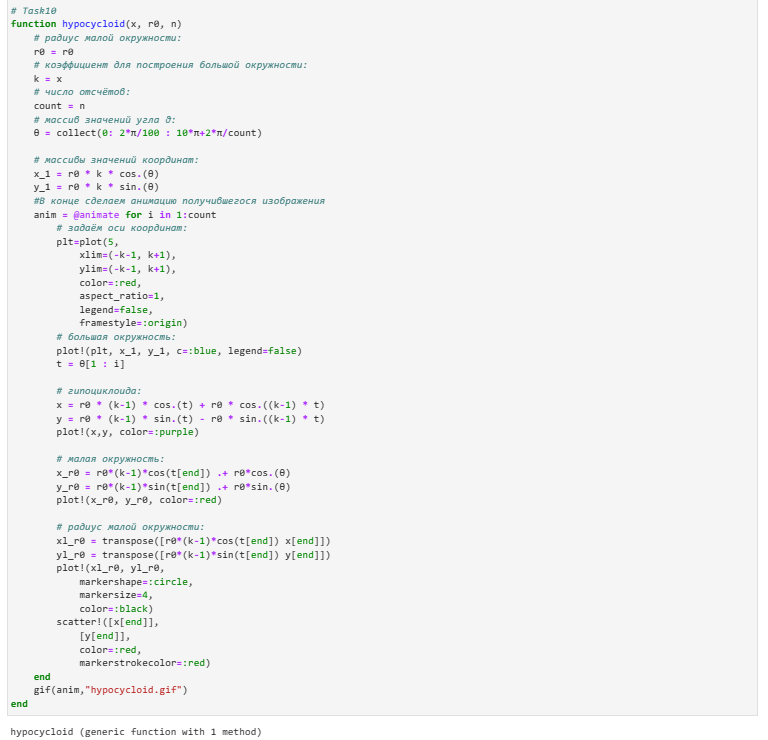 # Task10
function hypocycloid(x, r0, n)
    # радиус малой окружности:
    r0 = r0
    # коэффициент для построения большой окружности:
    k = x
    # число отсчётов:
    count = n
    # массив значений угла θ:
    θ = collect(0: 2*π/100 : 10*π+2*π/count)

    # массивы значений координат:
    x_1 = r0 * k * cos.(θ)
    y_1 = r0 * k * sin.(θ)
    #В конце сделаем анимацию получившегося изображения
    anim = @animate for i in 1:count
        # задаём оси координат:
        plt=plot(5,
            xlim=(-k-1, k+1),
            ylim=(-k-1, k+1),
            color=:red,
            aspect_ratio=1,
            legend=false,
            framestyle=:origin)
        # большая окружность:
        plot!(plt, x_1, y_1, c=:blue, legend=false)
        t = θ[1 : i]

        # гипоциклоида:
        x = r0 * (k-1) * cos.(t) + r0 * cos.((k-1) * t)
        y = r0 * (k-1) * sin.(t) - r0 * sin.((k-1) * t)
        plot!(x,y, color=:purple)

        # малая окружность:
        x_r0 = r0*(k-1)*cos(t[end]) .+ r0*cos.(θ)
        y_r0 = r0*(k-1)*sin(t[end]) .+ r0*sin.(θ)
        plot!(x_r0, y_r0, color=:red)

        # радиус малой окружности:
        xl_r0 = transpose([r0*(k-1)*cos(t[end]) x[end]])
        yl_r0 = transpose([r0*(k-1)*sin(t[end]) y[end]])
        plot!(xl_r0, yl_r0,
            markershape=:circle,
            markersize=4,
            color=:black)
        scatter!([x[end]],
            [y[end]],
            color=:red,
            markerstrokecolor=:red)
    end
    gif(anim,"hypocycloid.gif")
end
hypocycloid (generic function with 1 method)